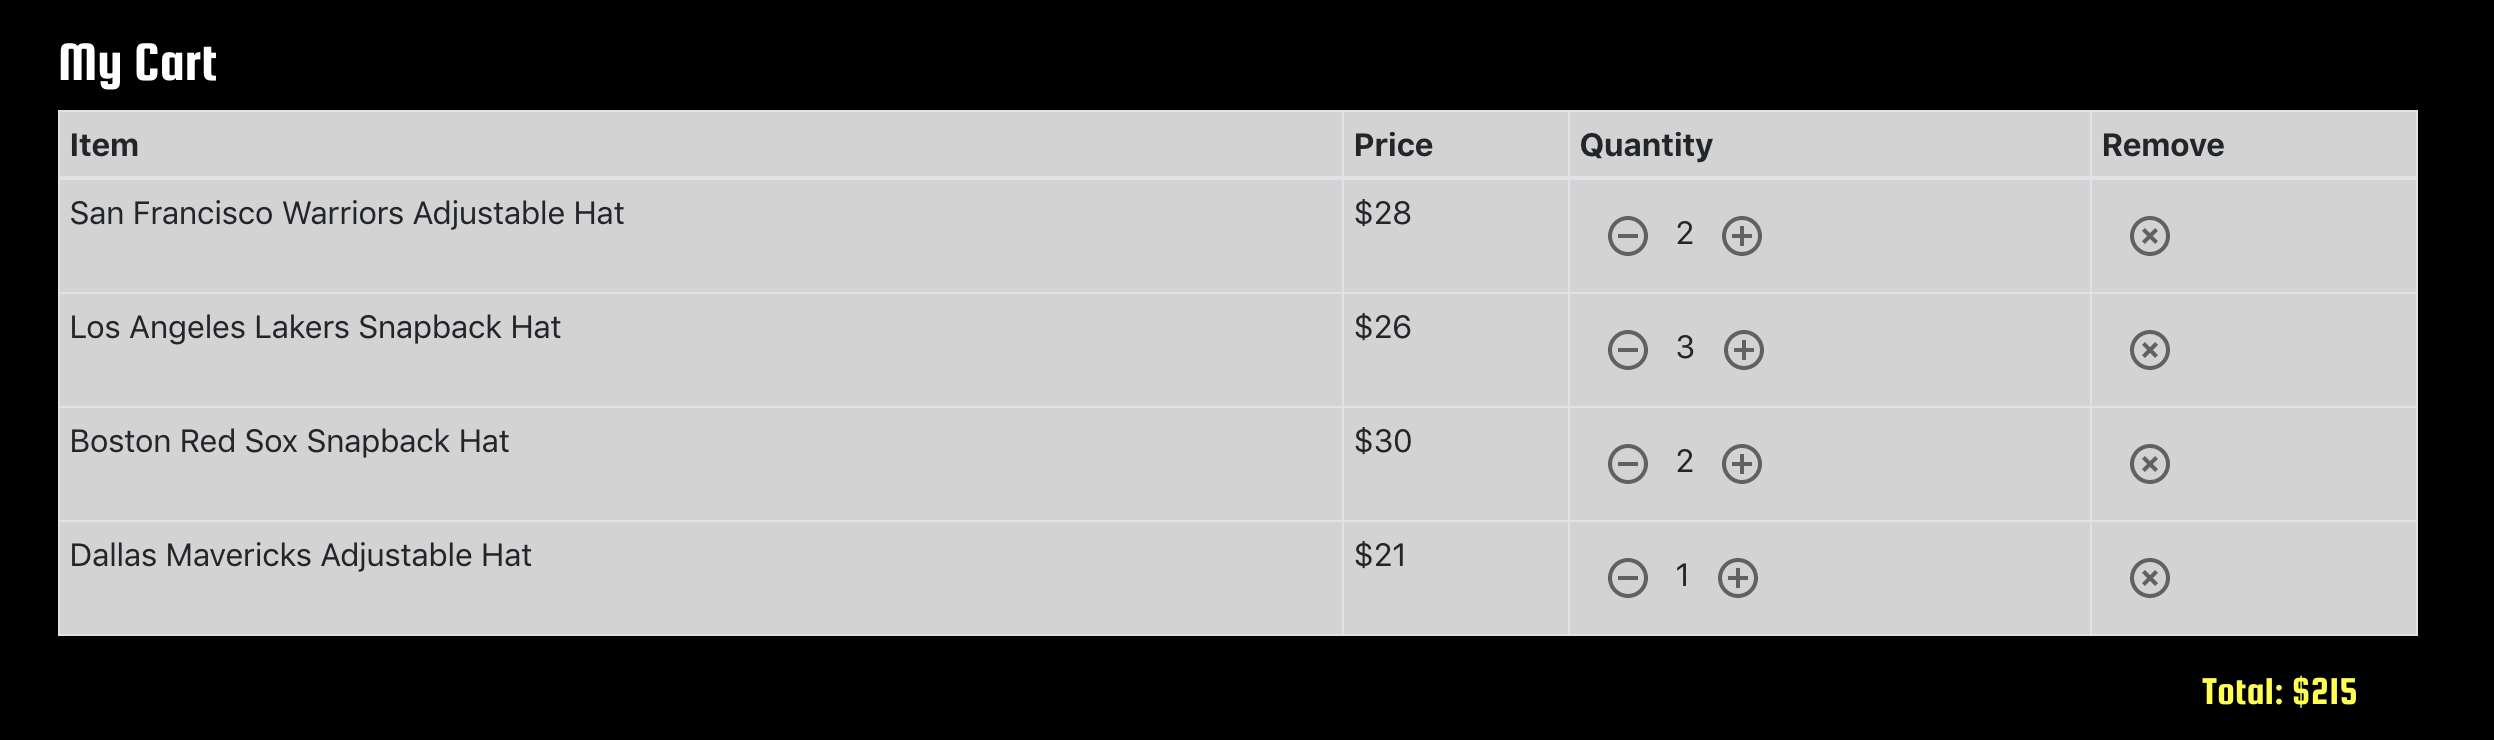 My Cart
Item Price Quantity Remove
San Francisco Warriors Adjustable Hat $28 2
Los Angeles Lakers Snapback Hat $26 3
Boston Red Sox Snapback Hat $30 2
Dallas Mavericks Adjustable Hat $21 1
Total: $215